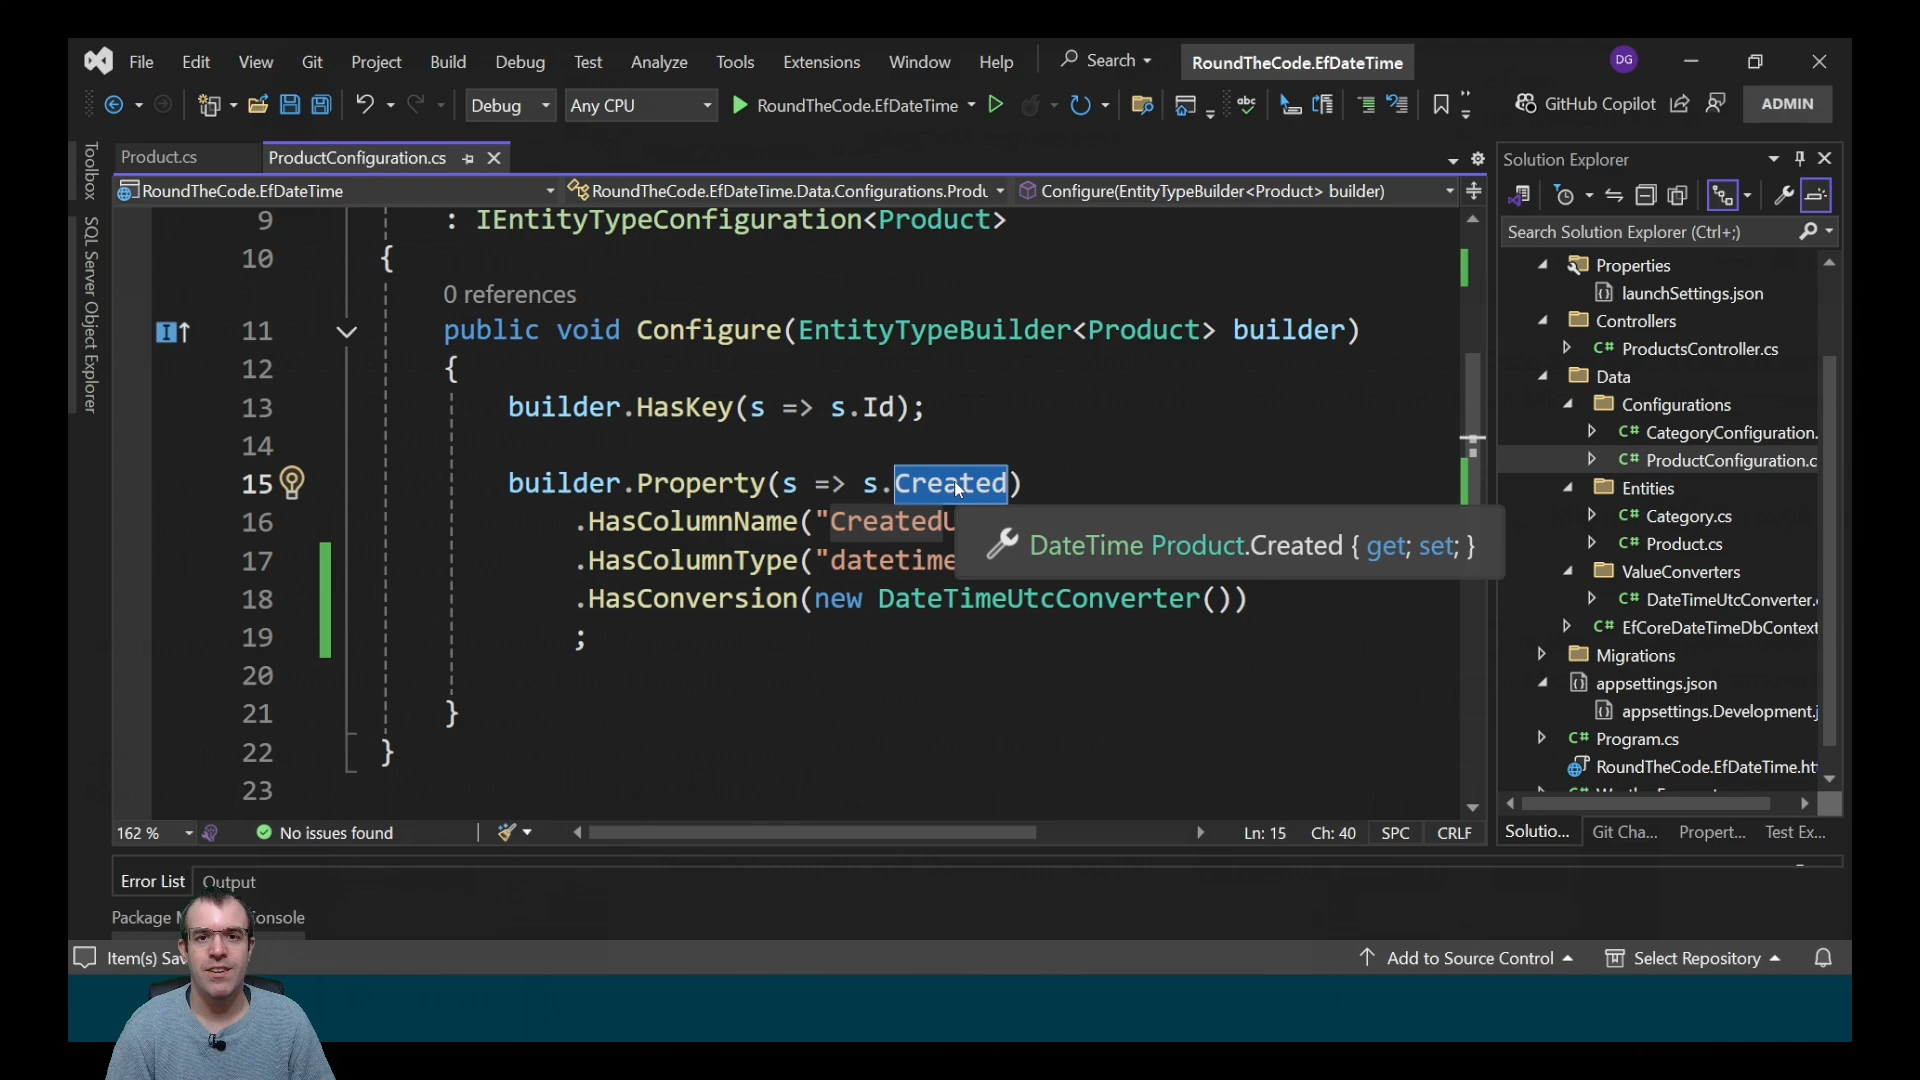 File Edit View Git Project Build Debug Test Analyze Tools Extensions Window Help Search RoundTheCode.EfDateTime DG
Debug Any CPU RoundTheCode.EfDateTime abc GitHub Copilot ADMIN
Toolbox
SQL Server Object Explorer
Product.cs ProductConfiguration.cs
RoundTheCode.EfDateTime RoundTheCode.EfDateTime.Data.Configurations.Produ Configure(EntityTypeBuilder<Product> builder)
9 : IEntityTypeConfiguration<Product>
10 {
0 references
11 public void Configure(EntityTypeBuilder<Product> builder)
12 {
13 builder.HasKey(s => s.Id);
14
15 builder.Property(s => s.Created)
16 .HasColumnName("CreatedU
DateTime Product.Created { get; set; }
17 .HasColumnType("datetime
18 .HasConversion(new DateTimeUtcConverter())
19 ;
20
21 }
22 }
23
162 % No issues found Ln: 15 Ch: 40 SPC CRLF
Solution Explorer
Search Solution Explorer (Ctrl+;)
Properties
launchSettings.json
Controllers
C# ProductsController.cs
Data
Configurations
C# CategoryConfiguration.
C# ProductConfiguration.c
Entities
C# Category.cs
C# Product.cs
ValueConverters
C# DateTimeUtcConverter.
C# EfCoreDateTimeDbContext
Migrations
appsettings.json
appsettings.Development.j
C# Program.cs
RoundTheCode.EfDateTime.ht
Solutio... Git Cha... Propert... Test Ex...
Error List Output
Package onsole
Item(s) Add to Source Control Select Repository